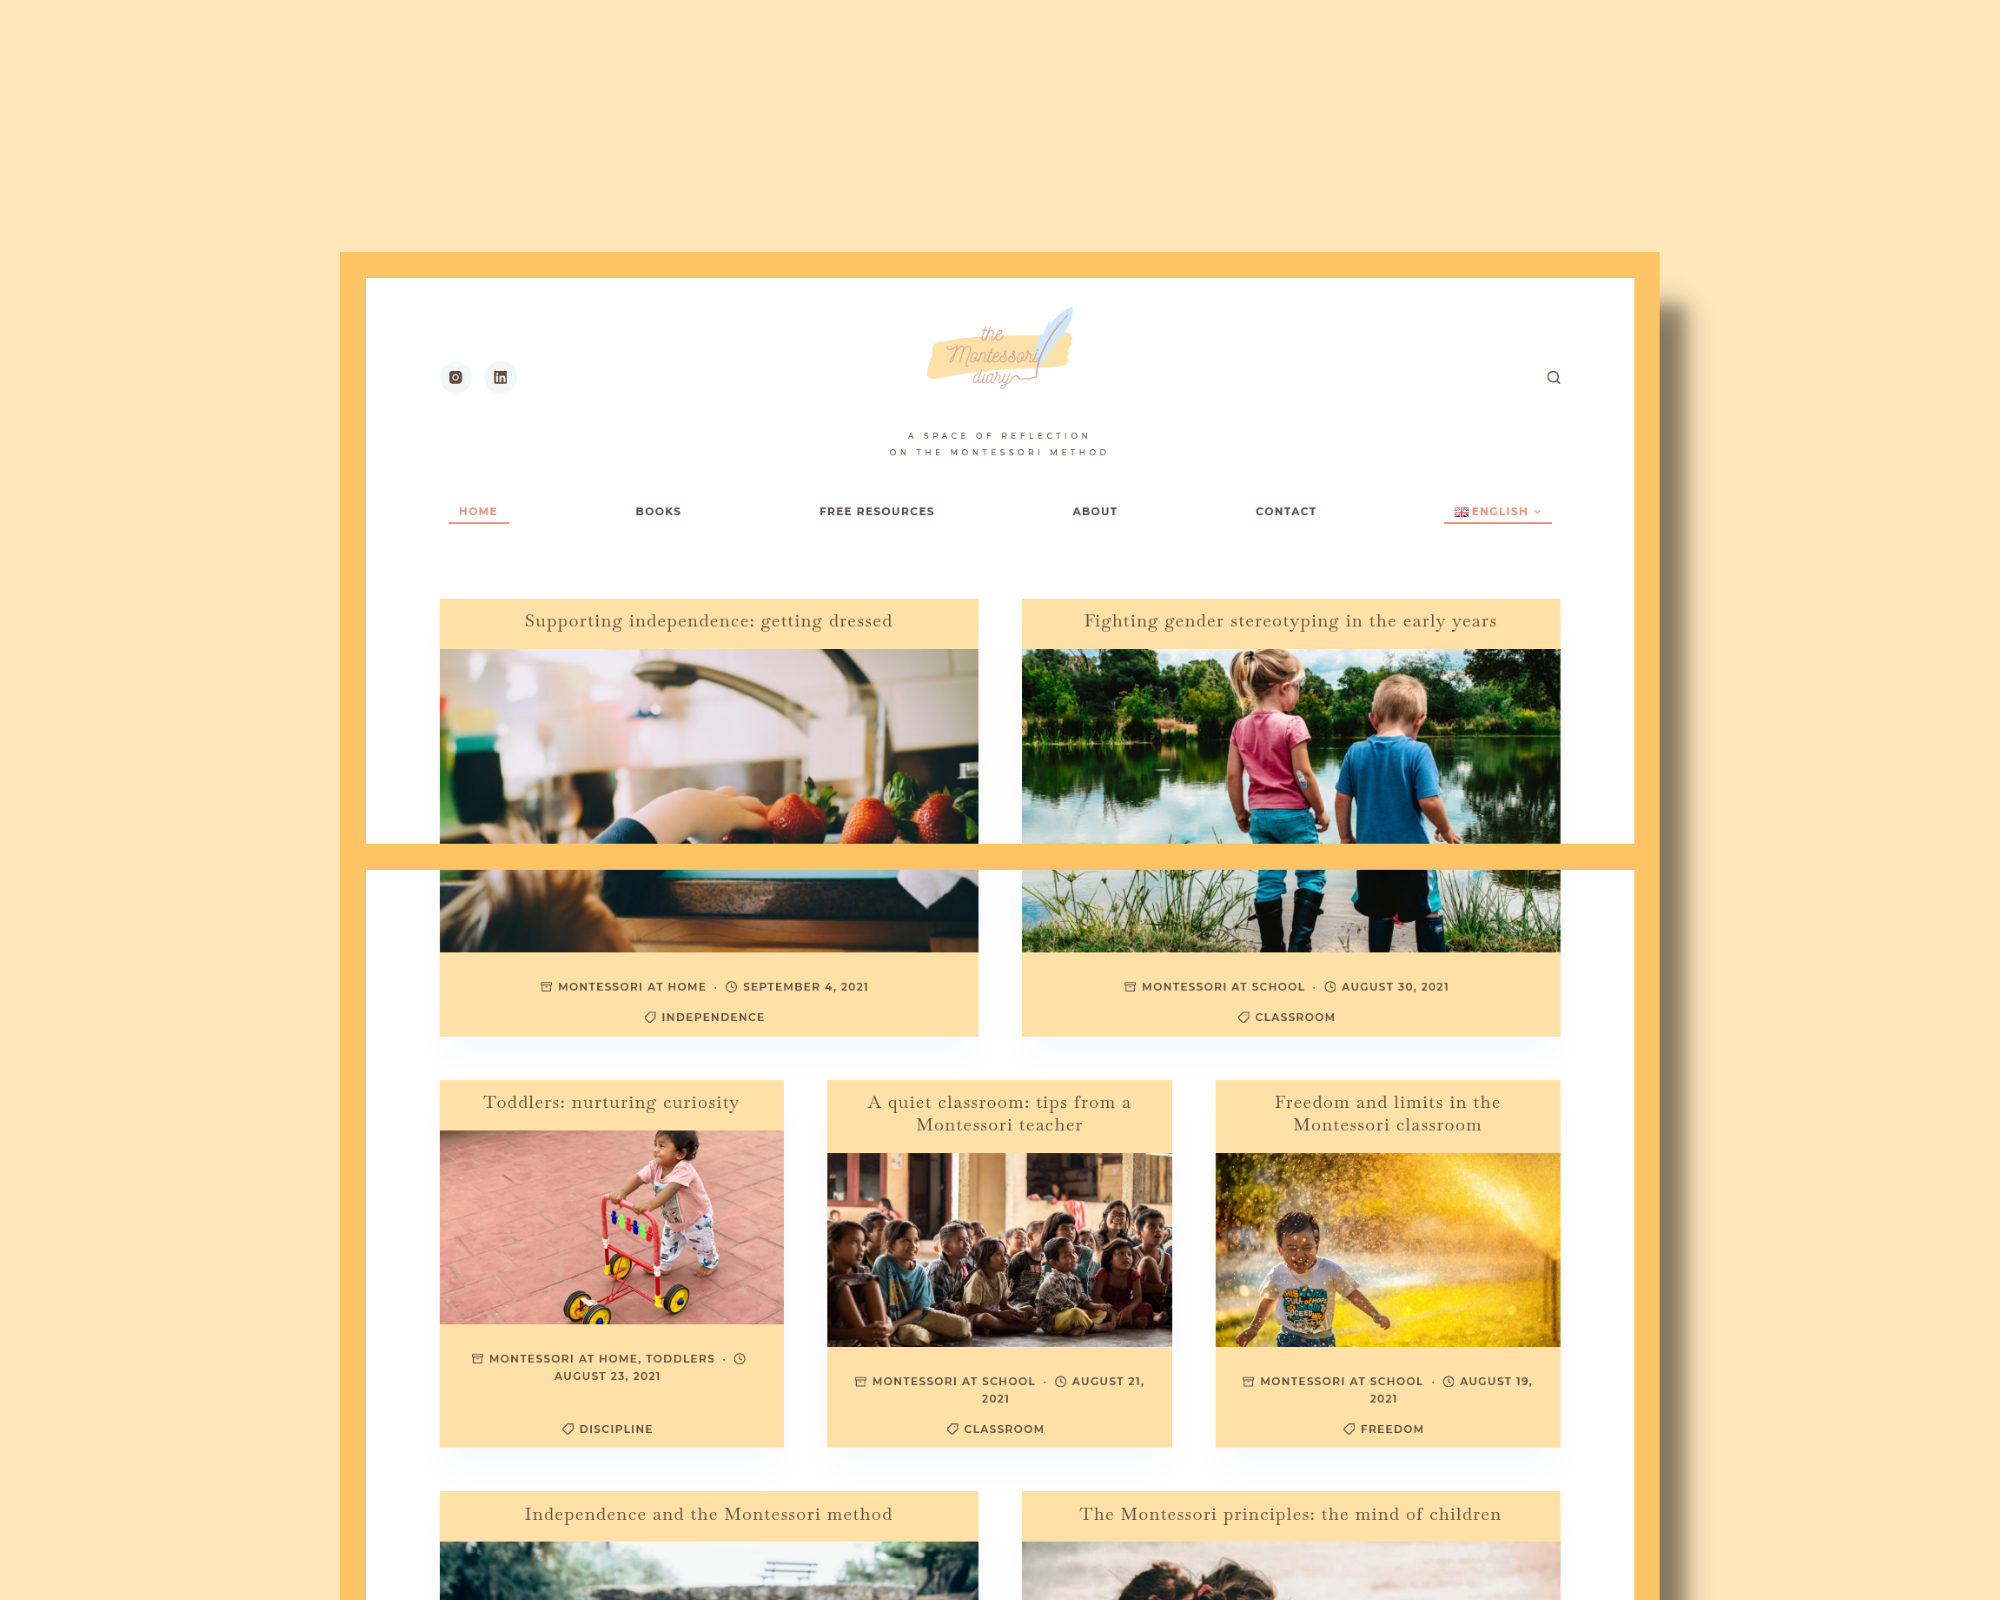 the
Montessori
diary
A SPACE OF REFLECTION
ON THE MONTESSORI METHOD
HOME
BOOKS
FREE RESOURCES
ABOUT
CONTACT
ENGLISH
Supporting independence: getting dressed
Fighting gender stereotyping in the early years
MONTESSORI AT HOME · SEPTEMBER 4, 2021
INDEPENDENCE
MONTESSORI AT SCHOOL · AUGUST 30, 2021
CLASSROOM
Toddlers: nurturing curiosity
A quiet classroom: tips from a
Montessori teacher
Freedom and limits in the
Montessori classroom
MONTESSORI AT HOME, TODDLERS ·
AUGUST 23, 2021
DISCIPLINE
MONTESSORI AT SCHOOL · AUGUST 21,
2021
CLASSROOM
MONTESSORI AT SCHOOL · AUGUST 19,
2021
FREEDOM
Independence and the Montessori method
The Montessori principles: the mind of children